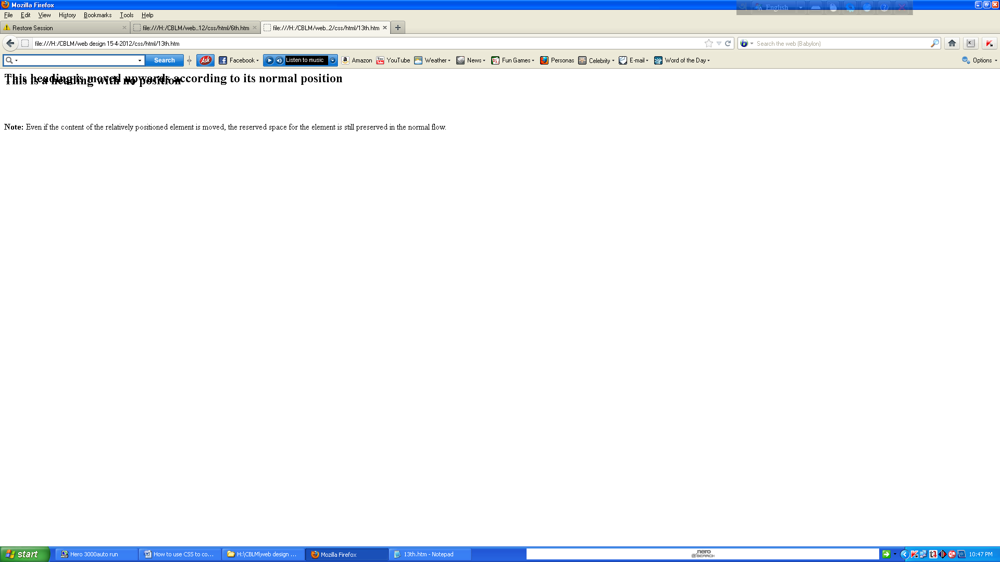 Mozilla Firefox
English
File Edit View History Bookmarks Tools Help
Restore Session
file:///H:/CBLM/web...12/css/html/6th.htm
file:///H:/CBLM/web...2/css/html/13th.htm
file:///H:/CBLM/web design 15-4-2012/css/html/13th.htm
Search the web (Babylon)
Search Ask Facebook Listen to music Amazon YouTube Weather News Fun Games Personas Celebrity E-mail Word of the Day Options
This heading is moved upwards according to its normal position
This is a heading with no position
Note: Even if the content of the relatively positioned element is moved, the reserved space for the element is still preserved in the normal flow.
start Hero 3000auto run How to use CSS to co... H:\CBLM\web design ... Mozilla Firefox 13th.htm - Notepad nero SEARCH 10:47 PM